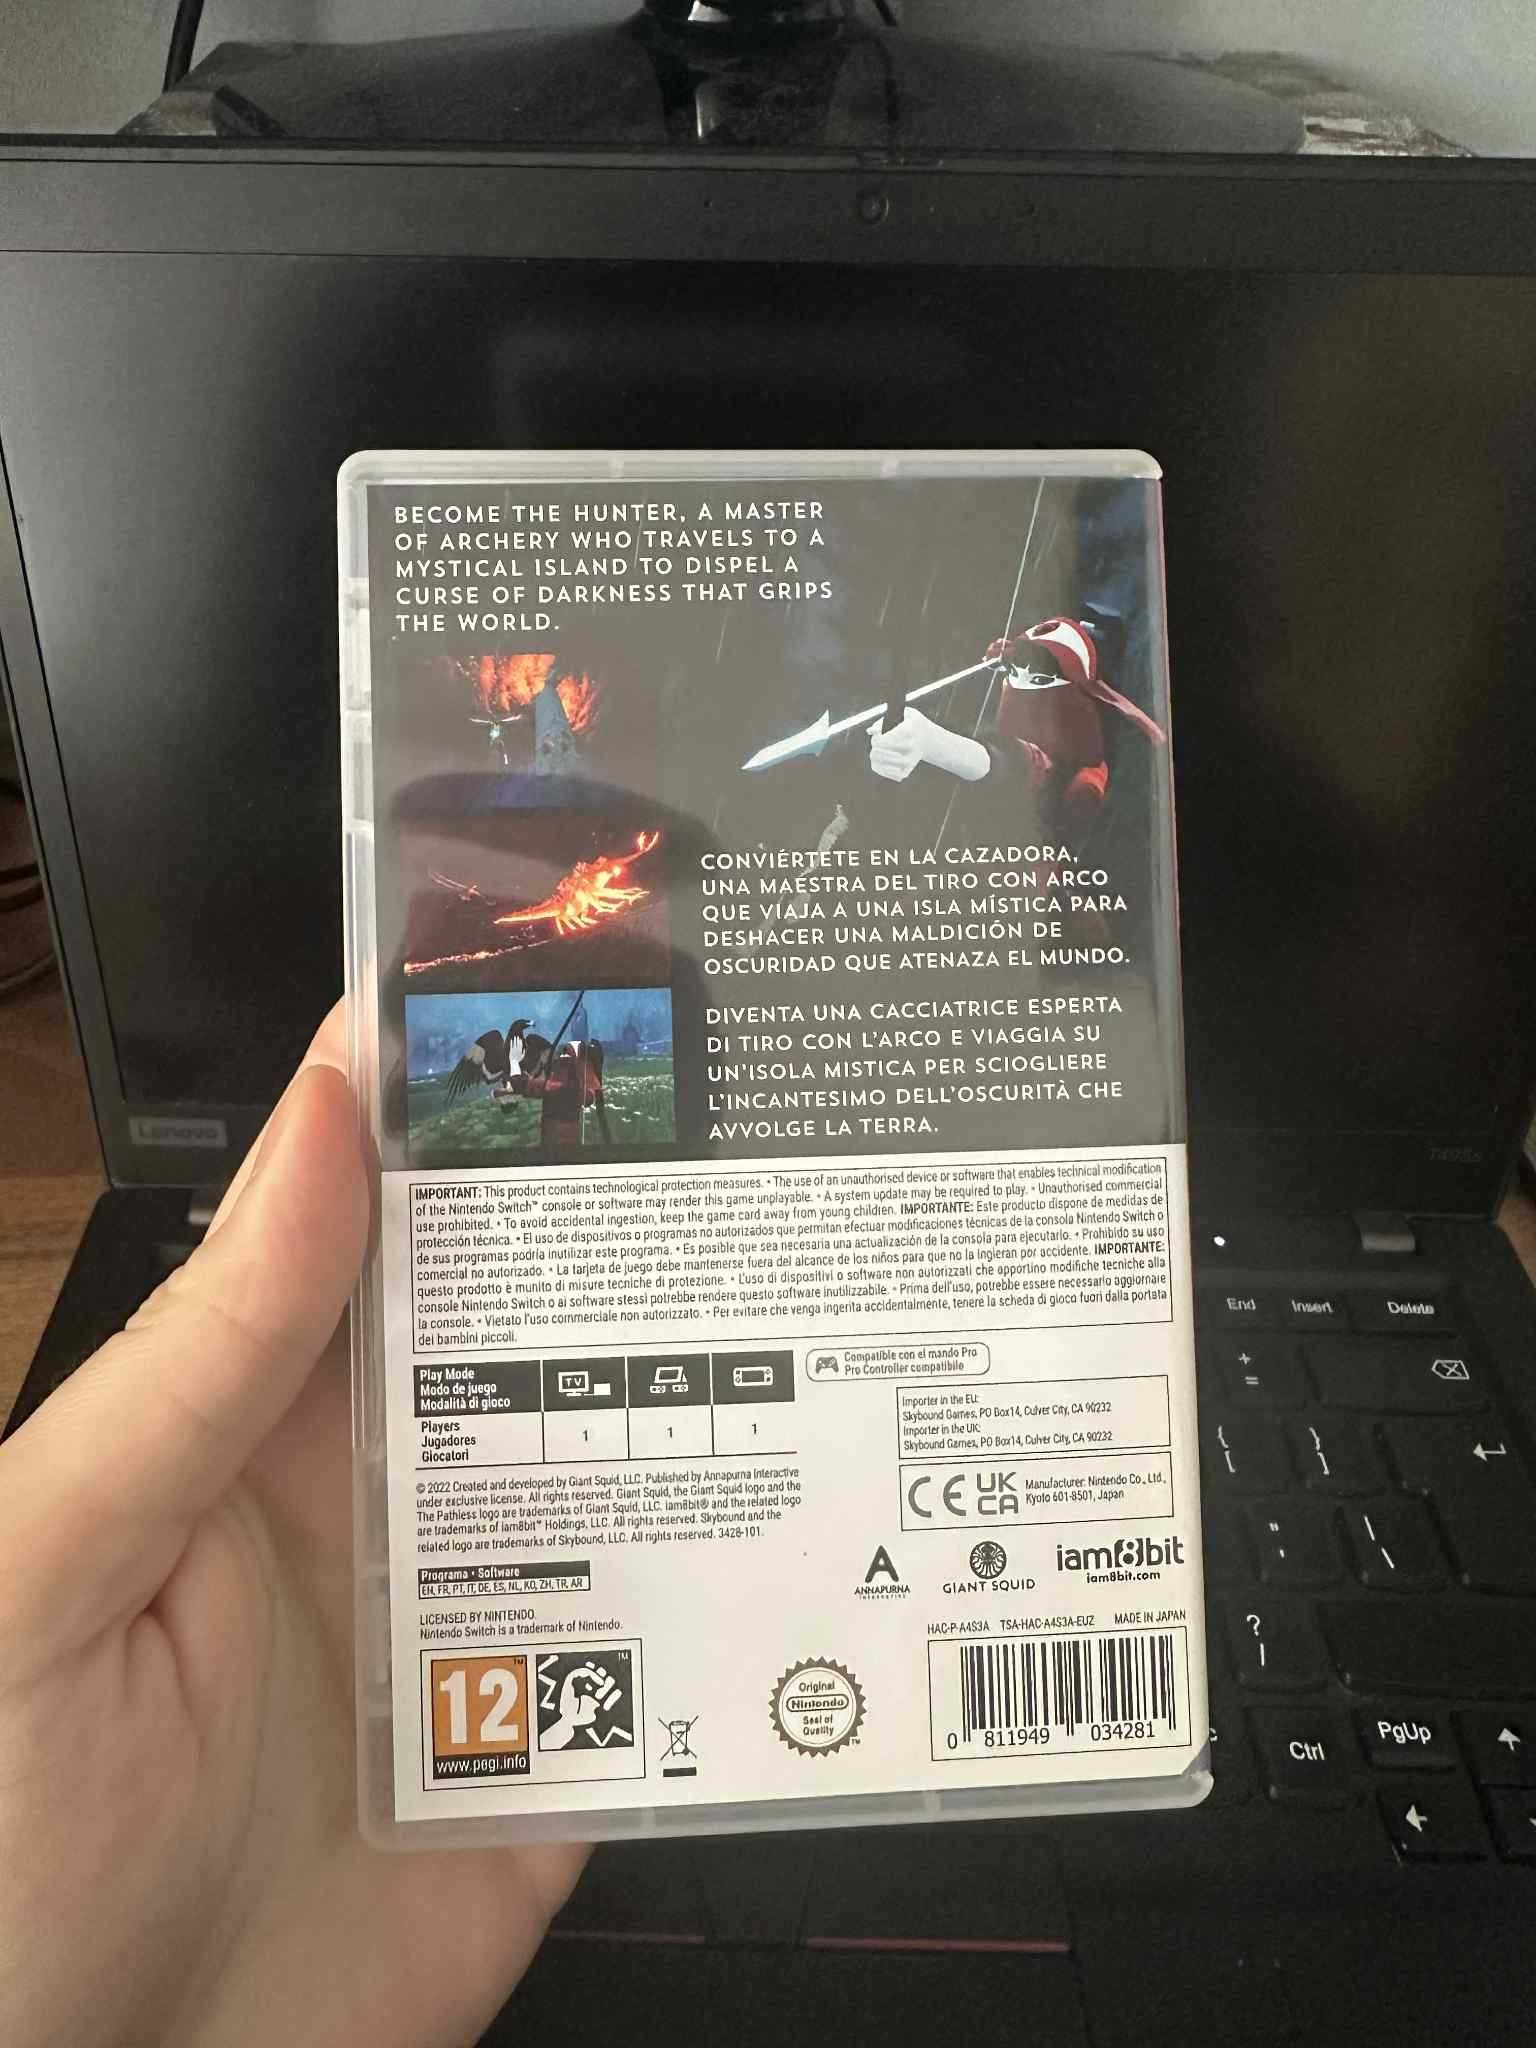 BECOME THE HUNTER, A MASTER
OF ARCHERY WHO TRAVELS TO A
MYSTICAL ISLAND TO DISPEL A
CURSE OF DARKNESS THAT GRIPS
THE WORLD.
CONVIÉRTETE EN LA CAZADORA,
UNA MAESTRA DEL TIRO CON ARCO
QUE VIAJA A UNA ISLA MÍSTICA PARA
DESHACER UNA MALDICIÓN DE
OSCURIDAD QUE ATENAZA EL MUNDO.
DIVENTA UNA CACCIATRICE ESPERTA
DI TIRO CON L'ARCO E VIAGGIA SU
UN'ISOLA MISTICA PER SCIOGLIERE
L'INCANTESIMO DELL'OSCURITÀ CHE
AVVOLGE LA TERRA.
Lenovo
T495s
IMPORTANT: This product contains technological protection measures. • The use of an unauthorised device or software that enables technical modification
of the Nintendo Switch™ console or software may render this game unplayable. • A system update may be required to play. • Unauthorised commercial
use prohibited. • To avoid accidental ingestion, keep the game card away from young children. IMPORTANTE: Este producto dispone de medidas de
protección técnica. • El uso de dispositivos o programas no autorizados que permitan efectuar modificaciones técnicas de la consola Nintendo Switch o
de sus programas podría inutilizar este programa. • Es posible que sea necesaria una actualización de la consola para ejecutarlo. • Prohibido su uso
comercial no autorizado. • La tarjeta de juego debe mantenerse fuera del alcance de los niños para que no la ingieran por accidente. IMPORTANTE:
questo prodotto è munito di misure tecniche di protezione. • L'uso di dispositivi o software non autorizzati che apportino modifiche tecniche alla
console Nintendo Switch o ai software stessi potrebbe rendere questo software inutilizzabile. • Prima dell'uso, potrebbe essere necessario aggiornare
la console. • Vietato l'uso commerciale non autorizzato. • Per evitare che venga ingerita accidentalmente, tenere la scheda di gioco fuori dalla portata
dei bambini piccoli.
Play Mode
Modo de juego
Modalità di gioco
TV
Players
Jugadores
Giocatori
1
1
1
Compatible con el mando Pro
Pro Controller compatibile
Importer in the EU:
Skybound Games, PO Box14, Culver City, CA 90232
Importer in the UK:
Skybound Games, PO Box14, Culver City, CA 90232
CE UK CA
Manufacturer: Nintendo Co., Ltd.,
Kyoto 601-8501, Japan
© 2022 Created and developed by Giant Squid, LLC. Published by Annapurna Interactive
under exclusive license. All rights reserved. Giant Squid, the Giant Squid logo and the
The Pathless logo are trademarks of Giant Squid, LLC. iam8bit® and the related logo
are trademarks of iam8bit™ Holdings, LLC. All rights reserved. Skybound and the
related logo are trademarks of Skybound, LLC. All rights reserved. 3428-101.
Programa • Software
EN, FR, PT, IT, DE, ES, NL, KO, ZH, TR, AR
ANNAPURNA
INTERACTIVE
GIANT SQUID
iam8bit
iam8bit.com
LICENSED BY NINTENDO.
Nintendo Switch is a trademark of Nintendo.
HAC-P-A4S3A TSA-HAC-A4S3A-EUZ MADE IN JAPAN
12
www.pegi.info
TM
TM
Original
Nintendo
Seal of
Quality
TM
0 811949 034281
End
Insert
Delete
+
=
{
[
}
]
"
'
|
\
?
/
Ctrl
PgUp